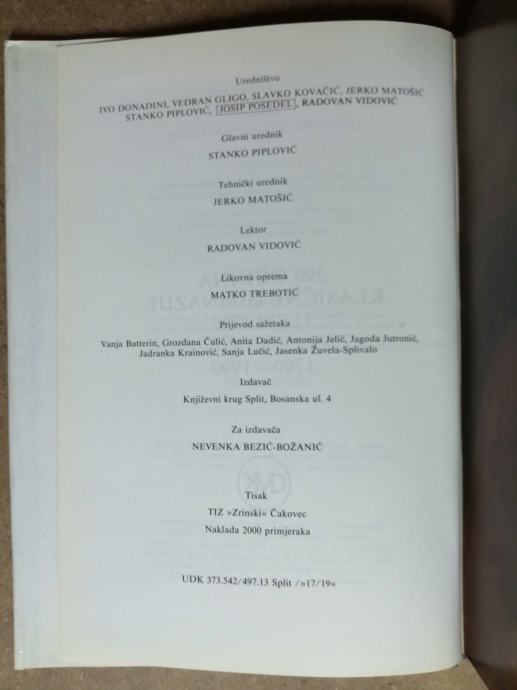 Uredništvo
IVO DONADINI, VEDRAN GLIGO, SLAVKO KOVAČIĆ, JERKO MATOŠIĆ
STANKO PIPLOVIĆ, JOSIP POSEDEL, RADOVAN VIDOVIĆ
Glavni urednik
STANKO PIPLOVIĆ
Tehnički urednik
JERKO MATOŠIĆ
Lektor
RADOVAN VIDOVIĆ
Likovna oprema
MATKO TREBOTIĆ
Prijevod sažetaka
Vanja Butterin, Grozdana Čulić, Anita Dadić, Antonija Jelić, Jagoda Jutronić,
Jadranka Krainović, Sanja Lučić, Jasenka Žuvela-Splivalo
Izdavač
Književni krug Split, Bosanska ul. 4
Za izdavača
NEVENKA BEZIĆ-BOŽANIĆ
Tisak
TIZ »Zrinski« Čakovec
Naklada 2000 primjeraka
UDK 373.542/497.13 Split /»17/19«